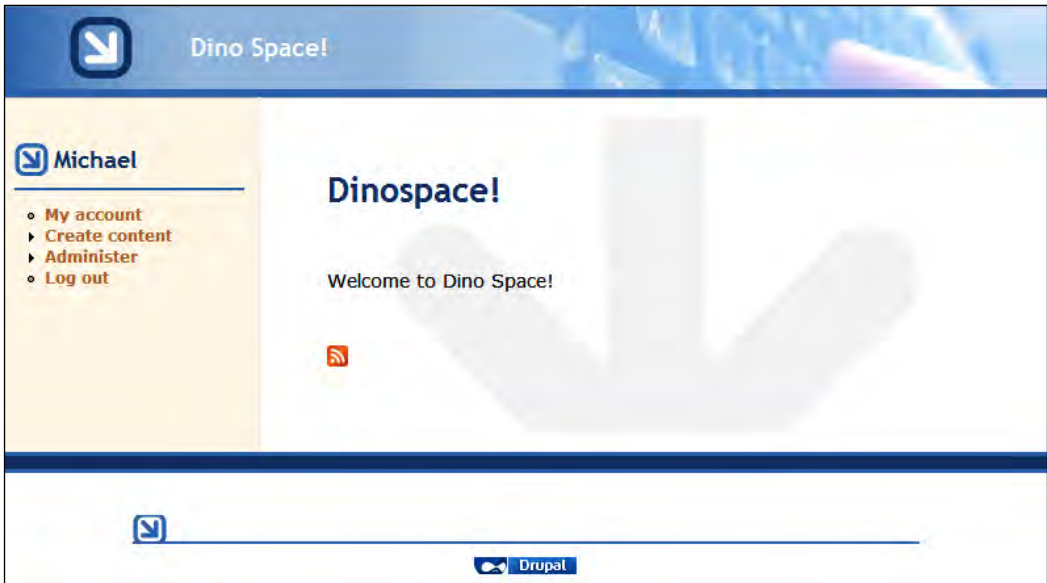 Dino Space!
Michael
My account
Create content
Administer
Log out
Dinospace!
Welcome to Dino Space!
Drupal